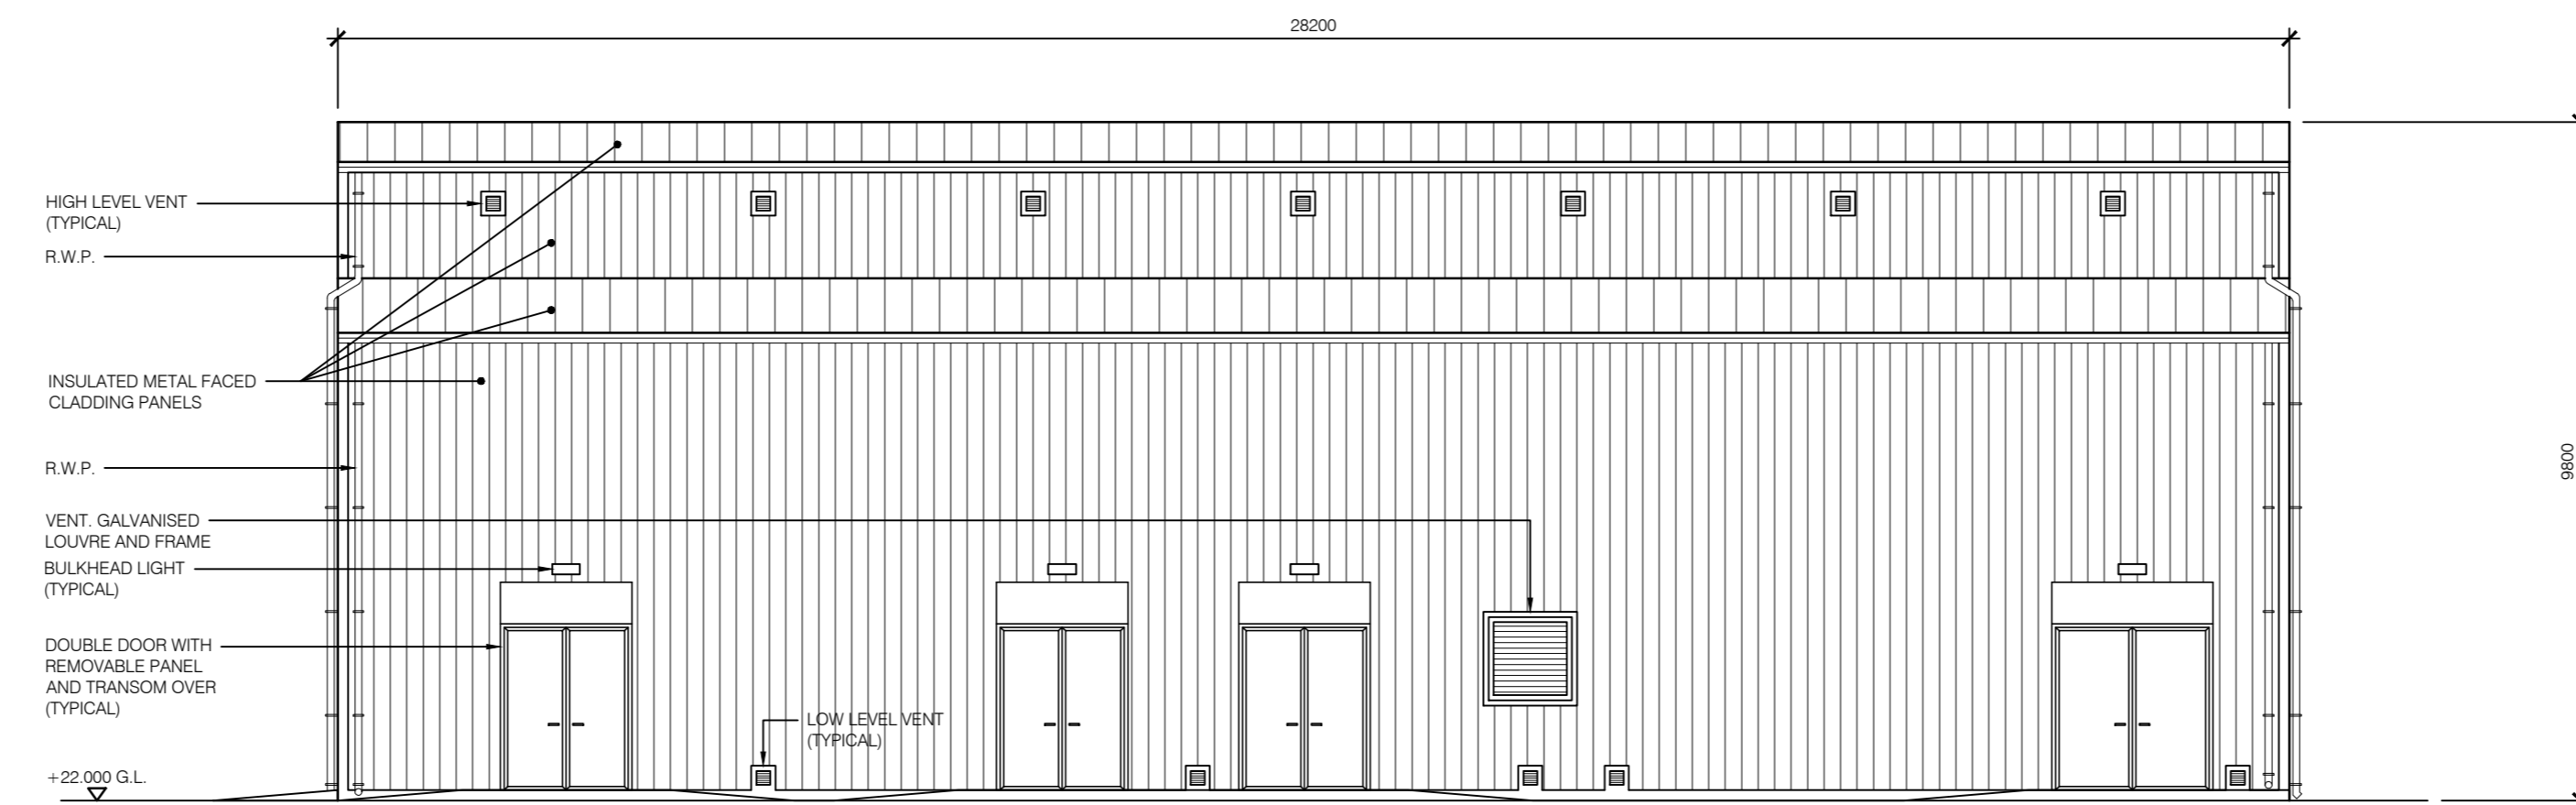 28200
HIGH LEVEL VENT
(TYPICAL)
R.W.P.
INSULATED METAL FACED
CLADDING PANELS
R.W.P.
9800
VENT. GALVANISED
LOUVRE AND FRAME
BULKHEAD LIGHT
(TYPICAL)
DOUBLE DOOR WITH
REMOVABLE PANEL
AND TRANSOM OVER
(TYPICAL)
LOW LEVEL VENT
(TYPICAL)
+22.000 G.L.